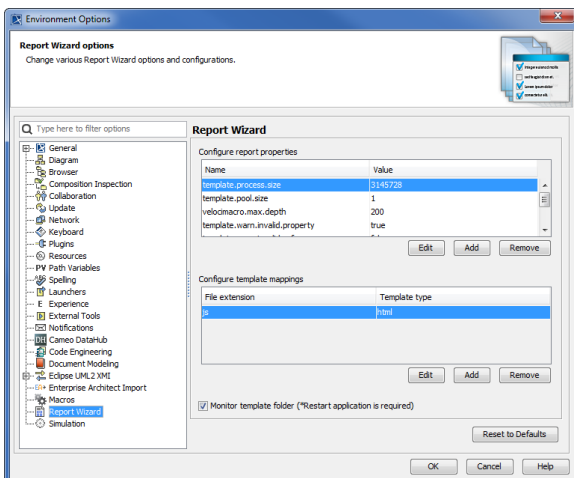 Environment Options
Report Wizard options
Change various Report Wizard options and configurations.
Type here to filter options
General
Diagram
Browser
Composition Inspection
Collaboration
Update
Network
Keyboard
Plugins
Resources
PV Path Variables
Spelling
Launchers
E Experience
External Tools
Notifications
DH Cameo DataHub
Code Engineering
Document Modeling
Eclipse UML2 XMI
EA Enterprise Architect Import
Macros
Report Wizard
Simulation
Report Wizard
Configure report properties
Name Value
template.process.size 3145728
template.pool.size 1
velocimacro.max.depth 200
template.warn.invalid.property true
Edit Add Remove
Configure template mappings
File extension Template type
js html
Edit Add Remove
Monitor template folder (*Restart application is required)
Reset to Defaults
OK Cancel Help